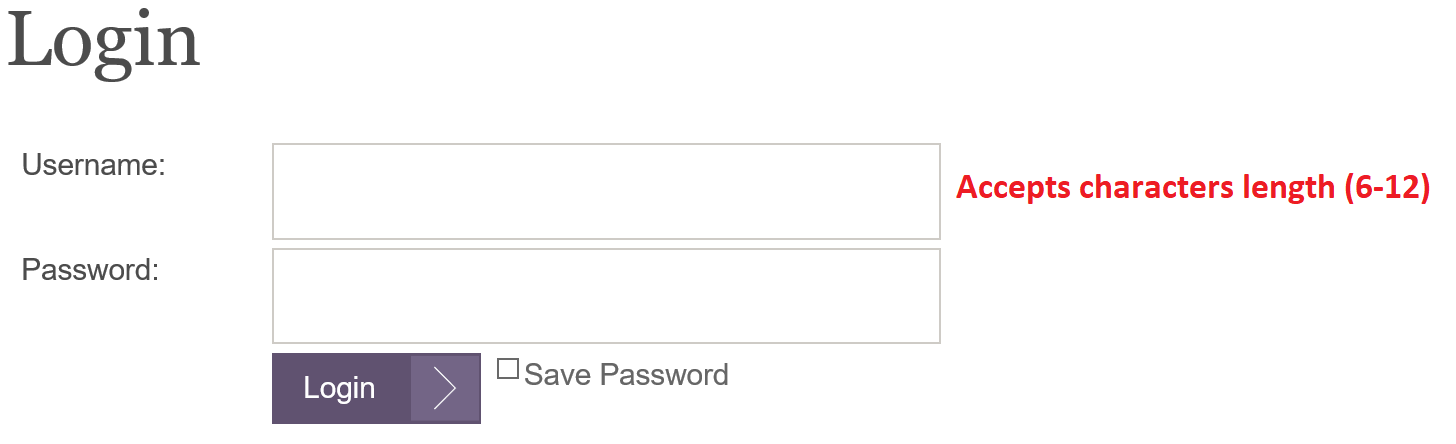 Login
Username:
Accepts characters length (6-12)
Password:
Login
Save Password